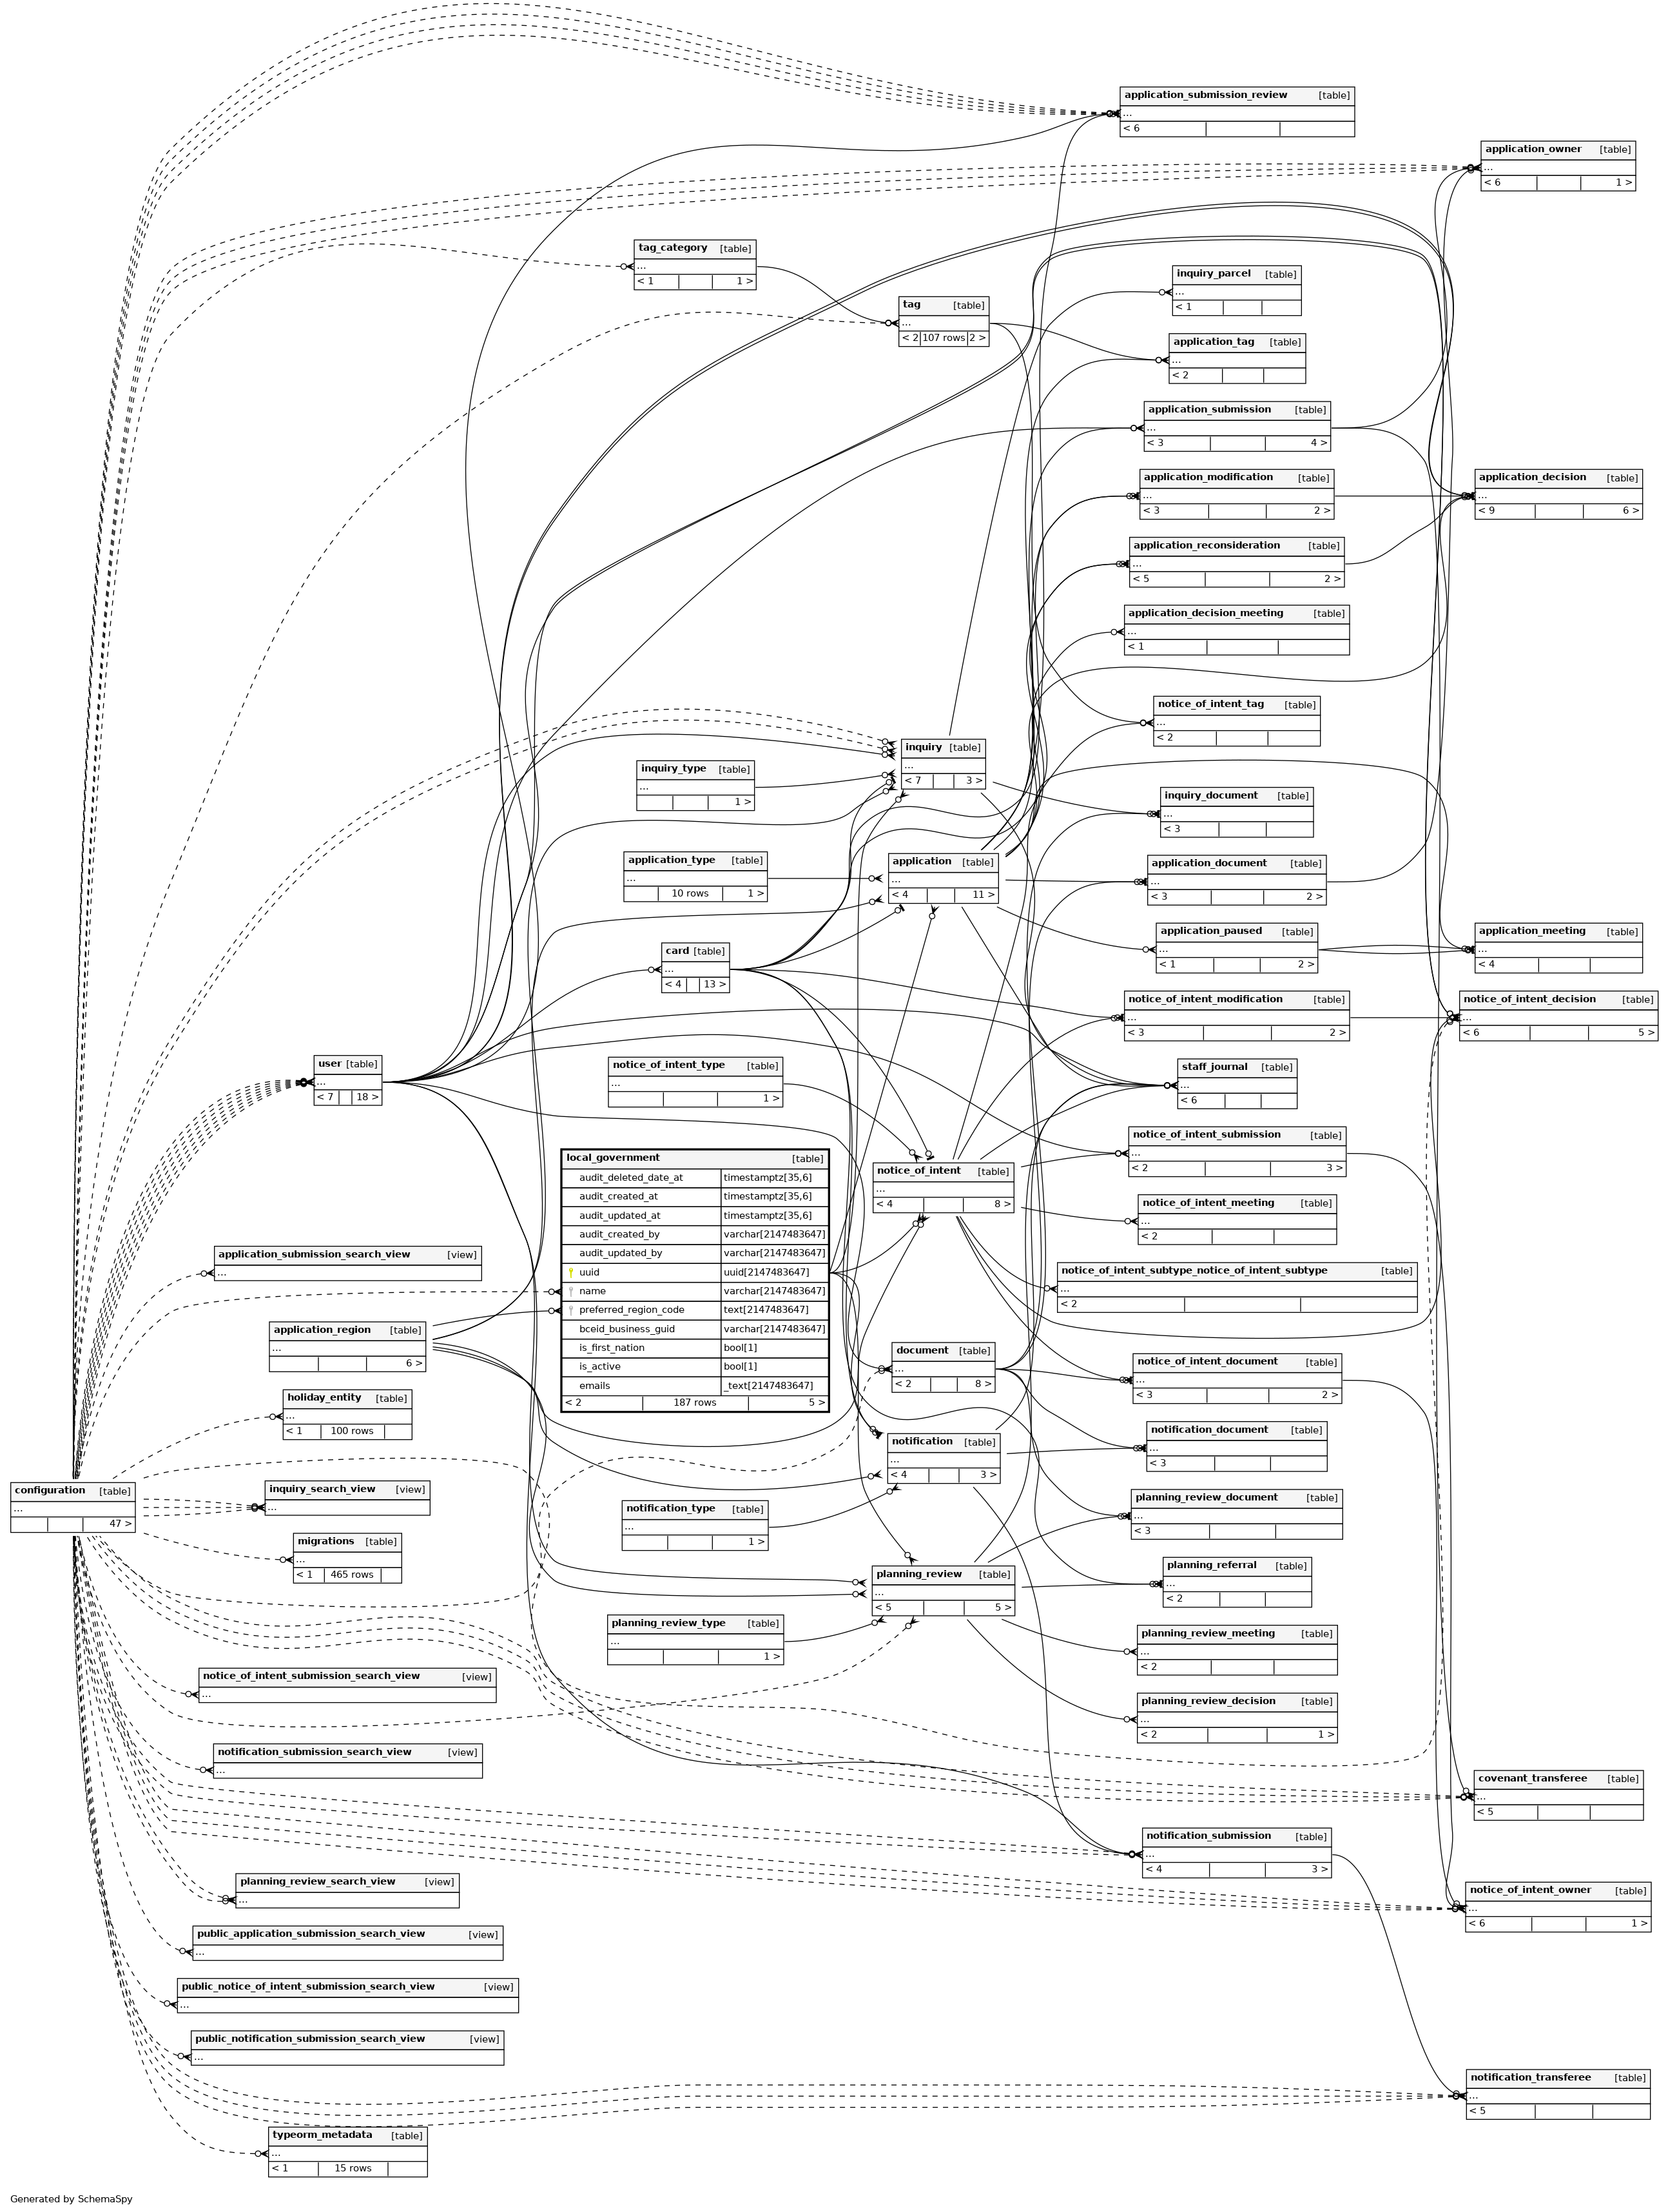 application_submission_review [table]
...
< 6
application_owner [table]
...
< 6 1 >
tag_category [table]
...
< 1 1 >
inquiry_parcel [table]
...
< 1
tag [table]
...
< 2 107 rows 2 >
application_tag [table]
...
< 2
application_submission [table]
...
< 3 4 >
application_modification [table]
...
< 3 2 >
application_decision [table]
...
< 9 6 >
application_reconsideration [table]
...
< 5 2 >
application_decision_meeting [table]
...
< 1
notice_of_intent_tag [table]
...
< 2
inquiry [table]
...
< 7 3 >
inquiry_type [table]
...
1 >
inquiry_document [table]
...
< 3
application_type [table]
...
10 rows 1 >
application [table]
...
< 4 11 >
application_document [table]
...
< 3 2 >
application_paused [table]
...
< 1 2 >
application_meeting [table]
...
< 4
card [table]
...
< 4 13 >
notice_of_intent_modification [table]
...
< 3 2 >
notice_of_intent_decision [table]
...
< 6 5 >
user [table]
...
< 7 18 >
notice_of_intent_type [table]
...
1 >
staff_journal [table]
...
< 6
notice_of_intent_submission [table]
...
< 2 3 >
local_government [table]
audit_deleted_date_at timestamptz[35,6]
audit_created_at timestamptz[35,6]
audit_updated_at timestamptz[35,6]
audit_created_by varchar[2147483647]
audit_updated_by varchar[2147483647]
uuid uuid[2147483647]
name varchar[2147483647]
preferred_region_code text[2147483647]
bceid_business_guid varchar[2147483647]
is_first_nation bool[1]
is_active bool[1]
emails _text[2147483647]
< 2 187 rows 5 >
notice_of_intent [table]
...
< 4 8 >
notice_of_intent_meeting [table]
...
< 2
application_submission_search_view [view]
...
notice_of_intent_subtype_notice_of_intent_subtype [table]
...
< 2
application_region [table]
...
6 >
document [table]
...
< 2 8 >
notice_of_intent_document [table]
...
< 3 2 >
holiday_entity [table]
...
< 1 100 rows
notification_document [table]
...
< 3
notification [table]
...
< 4 3 >
configuration [table]
...
47 >
inquiry_search_view [view]
...
notification_type [table]
...
1 >
planning_review_document [table]
...
< 3
migrations [table]
...
< 1 465 rows
planning_review [table]
...
< 5 5 >
planning_referral [table]
...
< 2
planning_review_type [table]
...
1 >
planning_review_meeting [table]
...
< 2
notice_of_intent_submission_search_view [view]
...
planning_review_decision [table]
...
< 2 1 >
notification_submission_search_view [view]
...
covenant_transferee [table]
...
< 5
notification_submission [table]
...
< 4 3 >
planning_review_search_view [view]
...
notice_of_intent_owner [table]
...
< 6 1 >
public_application_submission_search_view [view]
...
public_notice_of_intent_submission_search_view [view]
...
public_notification_submission_search_view [view]
...
notification_transferee [table]
...
< 5
typeorm_metadata [table]
...
< 1 15 rows
Generated by SchemaSpy